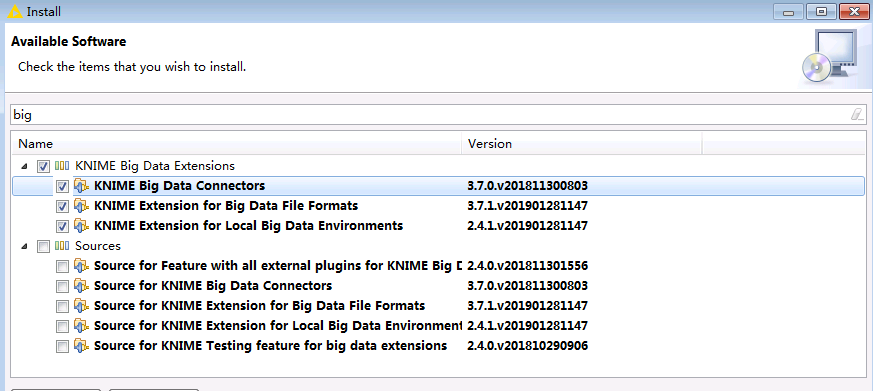 Install
Available Software
Check the items that you wish to install.
big
Name Version
KNIME Big Data Extensions
KNIME Big Data Connectors 3.7.0.v201811300803
KNIME Extension for Big Data File Formats 3.7.1.v201901281147
KNIME Extension for Local Big Data Environments 2.4.1.v201901281147
Sources
Source for Feature with all external plugins for KNIME Big D 2.4.0.v201811301556
Source for KNIME Big Data Connectors 3.7.0.v201811300803
Source for KNIME Extension for Big Data File Formats 3.7.1.v201901281147
Source for KNIME Extension for Local Big Data Environment 2.4.1.v201901281147
Source for KNIME Testing feature for big data extensions 2.4.0.v201810290906